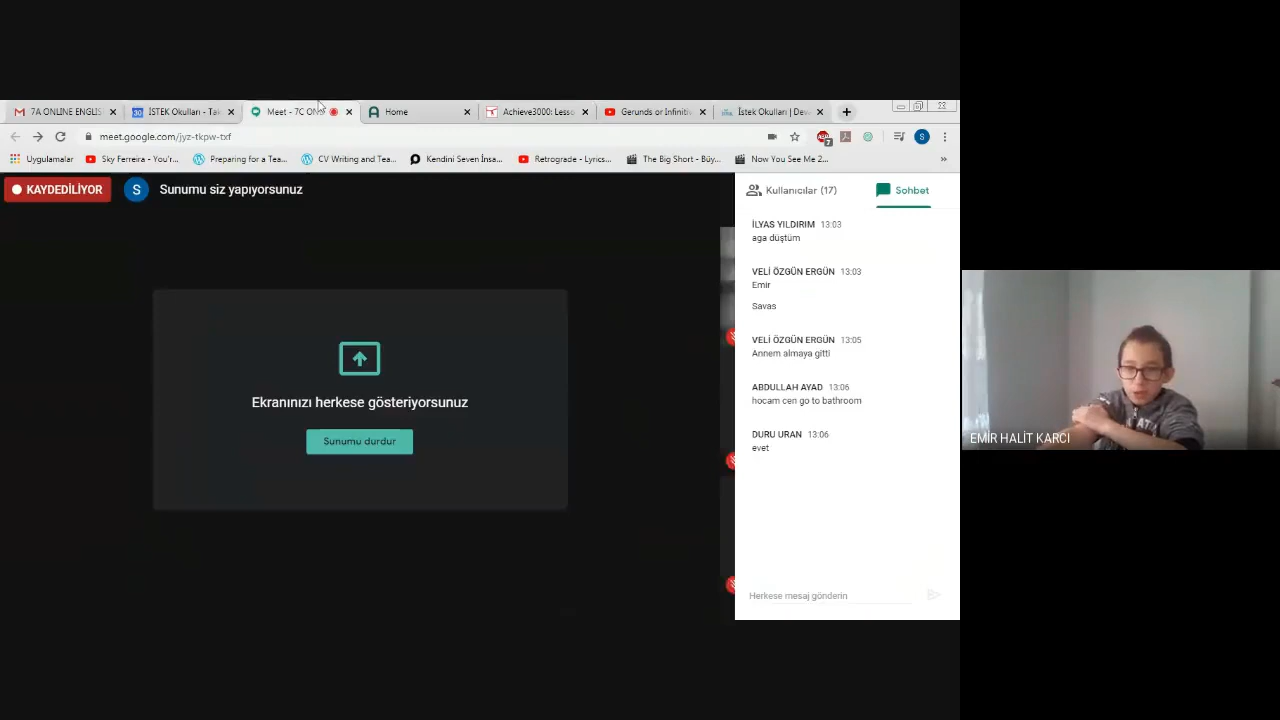 7A ONLINE ENGLIS
İSTEK Okulları - Tak
Meet - 7C ON
Home
Achieve3000: Lesso
Gerunds or Infinitiv
İstek Okulları | Dev
meet.google.com/jyz-tkpw-txf
7
S
Uygulamalar
Sky Ferreira - You'r...
Preparing for a Tea...
CV Writing and Tea...
Kendini Seven İnsa...
Retrograde - Lyrics...
The Big Short - Büy...
Now You See Me 2...
KAYDEDİLİYOR
S
Sunumu siz yapıyorsunuz
Ekranınızı herkese gösteriyorsunuz
Sunumu durdur
Kullanıcılar (17)
Sohbet
İLYAS YILDIRIM 13:03
aga düştüm
VELİ ÖZGÜN ERGÜN 13:03
Emir
Savas
VELİ ÖZGÜN ERGÜN 13:05
Annem almaya gitti
ABDULLAH AYAD 13:06
hocam cen go to bathroom
DURU URAN 13:06
evet
Herkese mesaj gönderin
EMİR HALİT KARCI